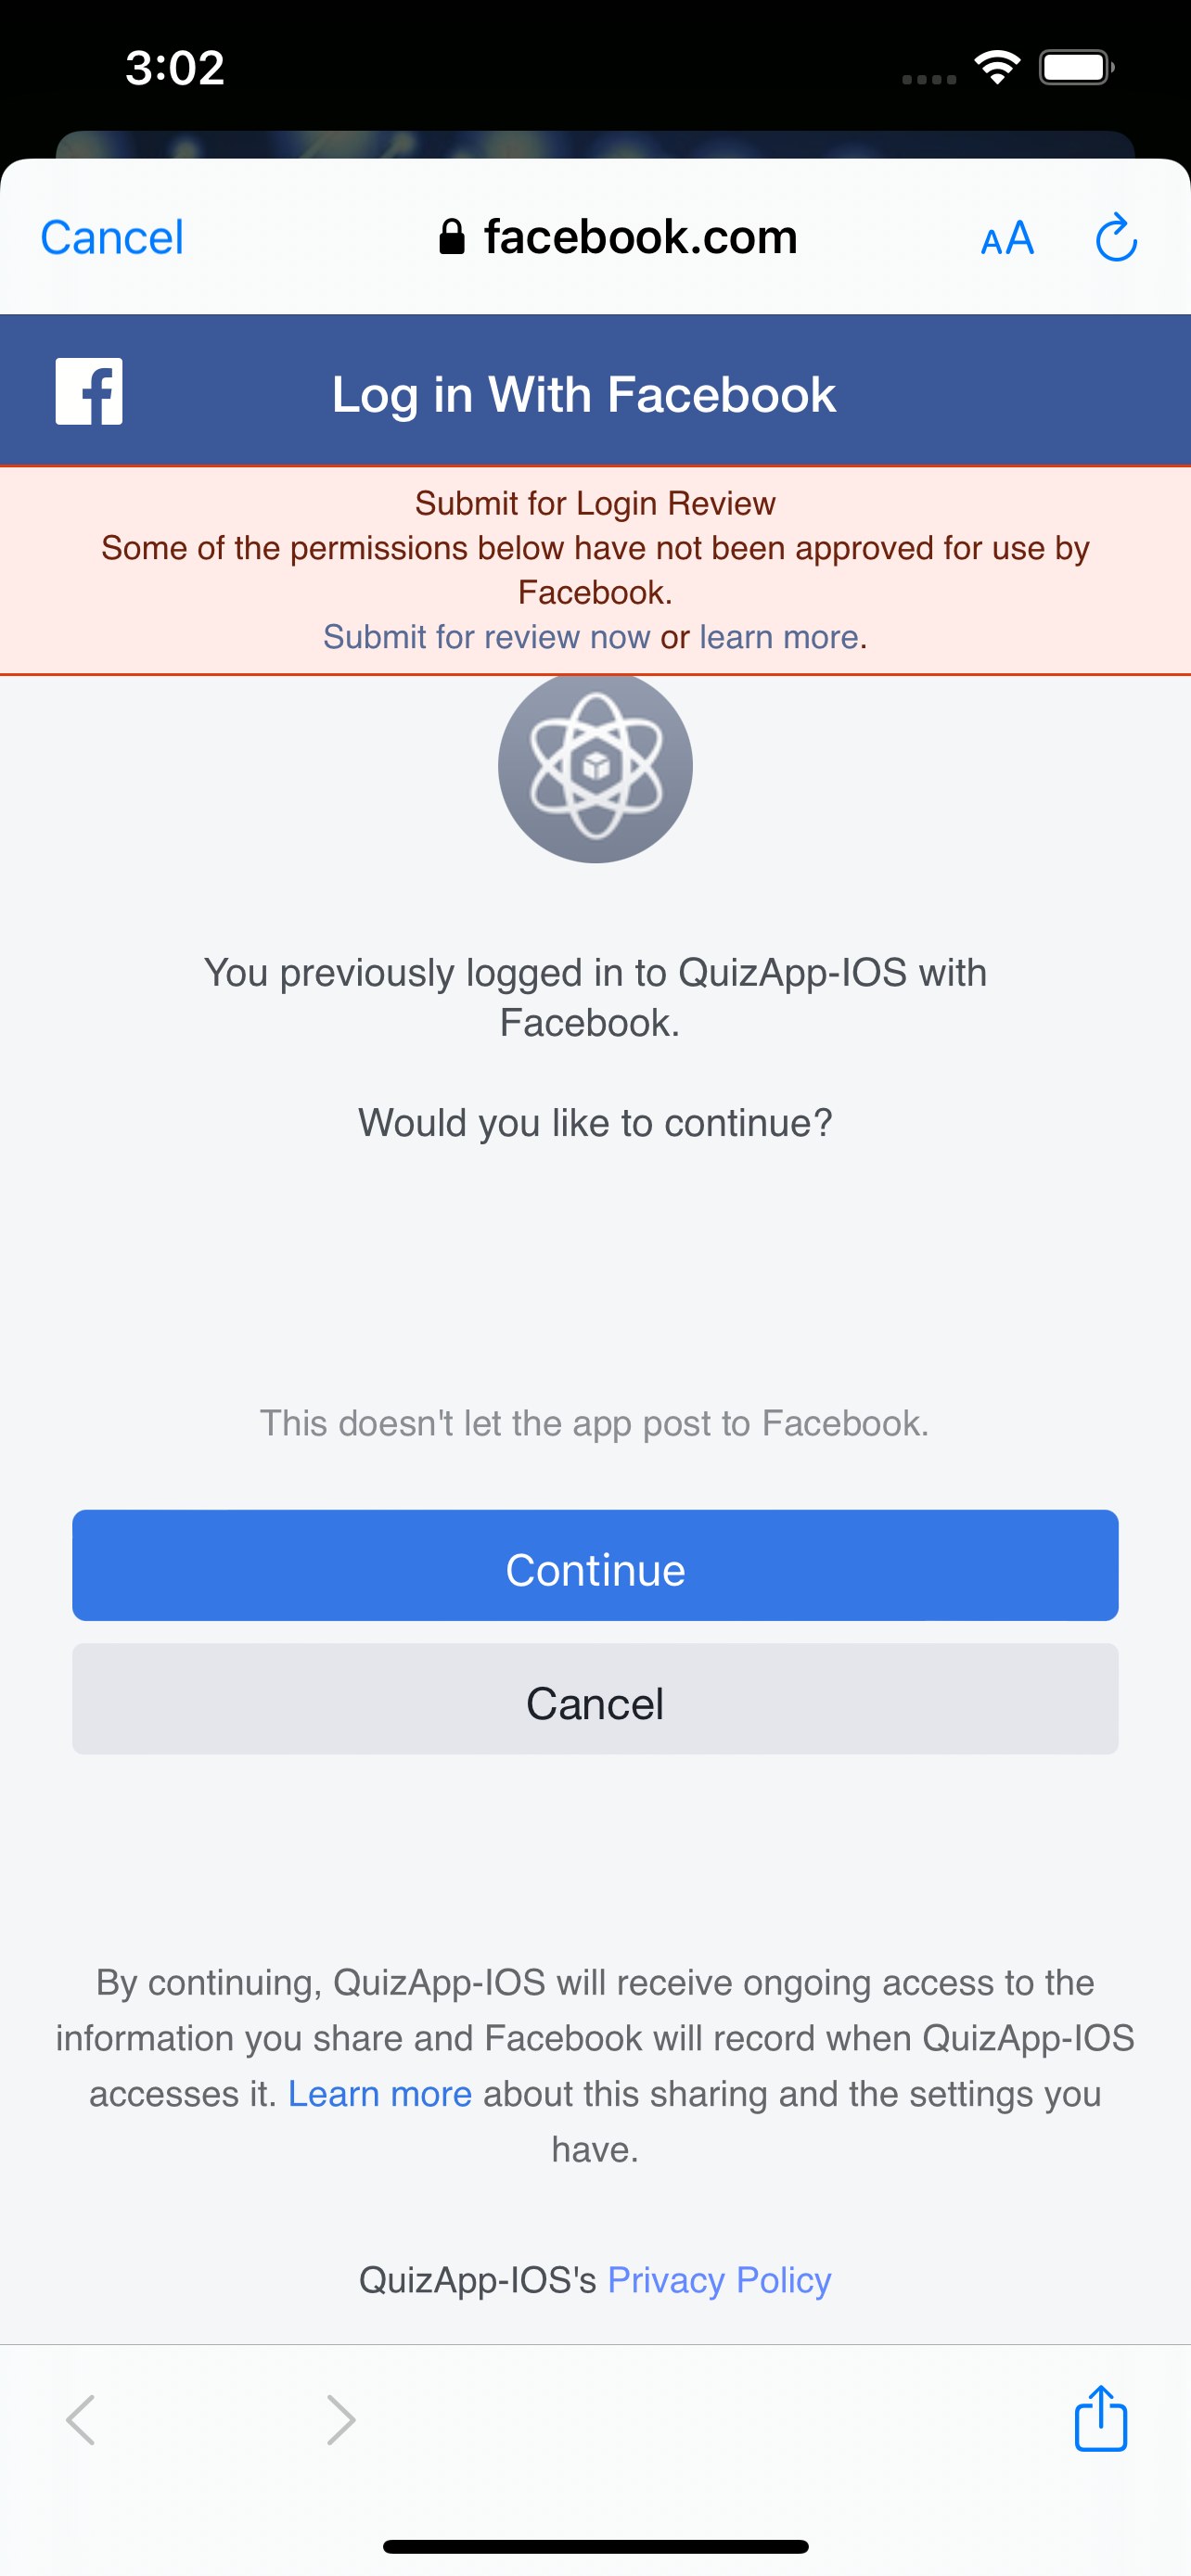 3:02
Cancel
facebook.com
AA
Log in With Facebook
Submit for Login Review
Some of the permissions below have not been approved for use by
Facebook.
Submit for review now or learn more.
You previously logged in to QuizApp-IOS with
Facebook.
Would you like to continue?
This doesn't let the app post to Facebook.
Continue
Cancel
By continuing, QuizApp-IOS will receive ongoing access to the
information you share and Facebook will record when QuizApp-IOS
accesses it. Learn more about this sharing and the settings you
have.
QuizApp-IOS's Privacy Policy